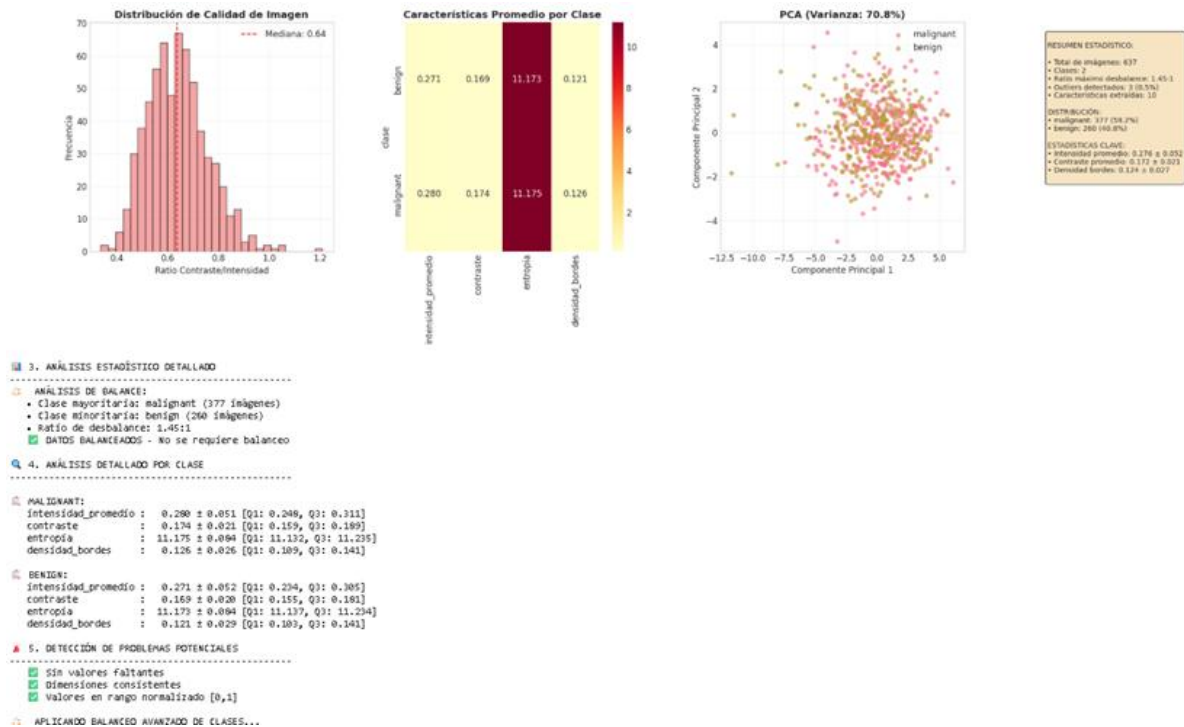 Distribución de Calidad de Imagen
Mediana: 0.64
70
60
50
40
30
20
10
0
Frecuencia
0.4 0.6 0.8 1.0 1.2
Ratio Contraste/Intensidad
Características Promedio por Clase
benign
clase
malignant
0.271 0.169 11.173 0.121
0.280 0.174 11.175 0.126
intensidad_promedio
contraste
entropia
densidad_bordes
10
8
6
4
2
PCA (Varianza: 70.8%)
malignant
benign
4
2
0
−2
−4
Componente Principal 2
−12.5 −10.0 −7.5 −5.0 −2.5 0.0 2.5 5.0
Componente Principal 1
RESUMEN ESTADÍSTICO:
• Total de imágenes: 637
• Clases: 2
• Ratio máximo desbalance: 1.45:1
• Outliers detectados: 3 (0.5%)
• Características extraídas: 10
DISTRIBUCIÓN:
• malignant: 377 (59.2%)
• benign: 260 (40.8%)
ESTADÍSTICAS CLAVE:
• Intensidad promedio: 0.276 ± 0.052
• Contraste promedio: 0.172 ± 0.021
• Densidad bordes: 0.124 ± 0.027
3. ANÁLISIS ESTADÍSTICO DETALLADO
----------------------------------------
ANÁLISIS DE BALANCE:
• Clase mayoritaria: malignant (377 imágenes)
• Clase minoritaria: benign (260 imágenes)
• Ratio de desbalance: 1.45:1
✅ DATOS BALANCEADOS - No se requiere balanceo
4. ANÁLISIS DETALLADO POR CLASE
----------------------------------------
MALIGNANT:
intensidad_promedio : 0.280 ± 0.051 [Q1: 0.248, Q3: 0.311]
contraste : 0.174 ± 0.021 [Q1: 0.159, Q3: 0.189]
entropia : 11.175 ± 0.084 [Q1: 11.132, Q3: 11.235]
densidad_bordes : 0.126 ± 0.026 [Q1: 0.109, Q3: 0.141]
BENIGN:
intensidad_promedio : 0.271 ± 0.052 [Q1: 0.234, Q3: 0.305]
contraste : 0.169 ± 0.020 [Q1: 0.155, Q3: 0.181]
entropia : 11.173 ± 0.084 [Q1: 11.137, Q3: 11.234]
densidad_bordes : 0.121 ± 0.029 [Q1: 0.103, Q3: 0.141]
5. DETECCIÓN DE PROBLEMAS POTENCIALES
----------------------------------------
✅ Sin valores faltantes
✅ Dimensiones consistentes
✅ Valores en rango normalizado [0,1]
APLICANDO BALANCEO AVANZADO DE CLASES...